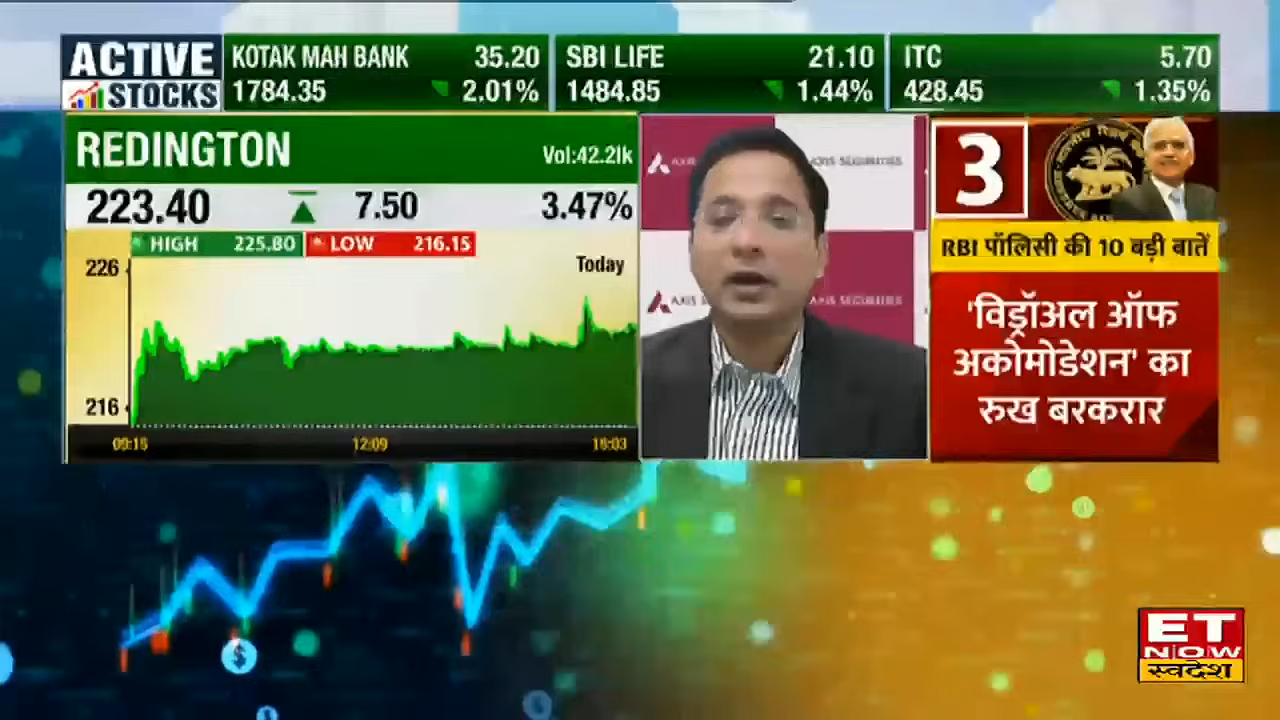 ACTIVE STOCKS
KOTAK MAH BANK 35.20
1784.35 2.01%
SBI LIFE 21.10
1484.85 1.44%
ITC 5.70
428.45 1.35%
REDINGTON Vol:42.2lk
223.40 7.50 3.47%
HIGH 225.80 LOW 216.15
Today
226
216
09:15 12:09 16:03
AXIS SECURITIES
AXIS SECURITIES
3
RBI पॉलिसी की 10 बड़ी बातें
'विड्रॉअल ऑफ
अकोमोडेशन' का
रुख बरकरार
ET
NOW
स्वदेश